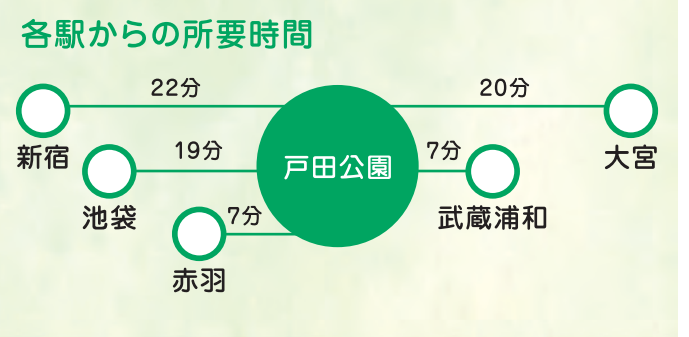 各駅からの所要時間
22分
20分
新宿
19分
戸田公園
7分
大宮
池袋
7分
武蔵浦和
赤羽